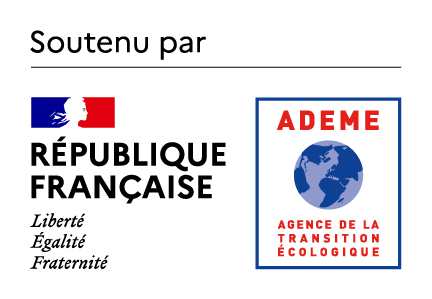 Soutenu par
RÉPUBLIQUE
FRANÇAISE
Liberté
Égalité
Fraternité
ADEME
AGENCE DE LA
TRANSITION
ÉCOLOGIQUE